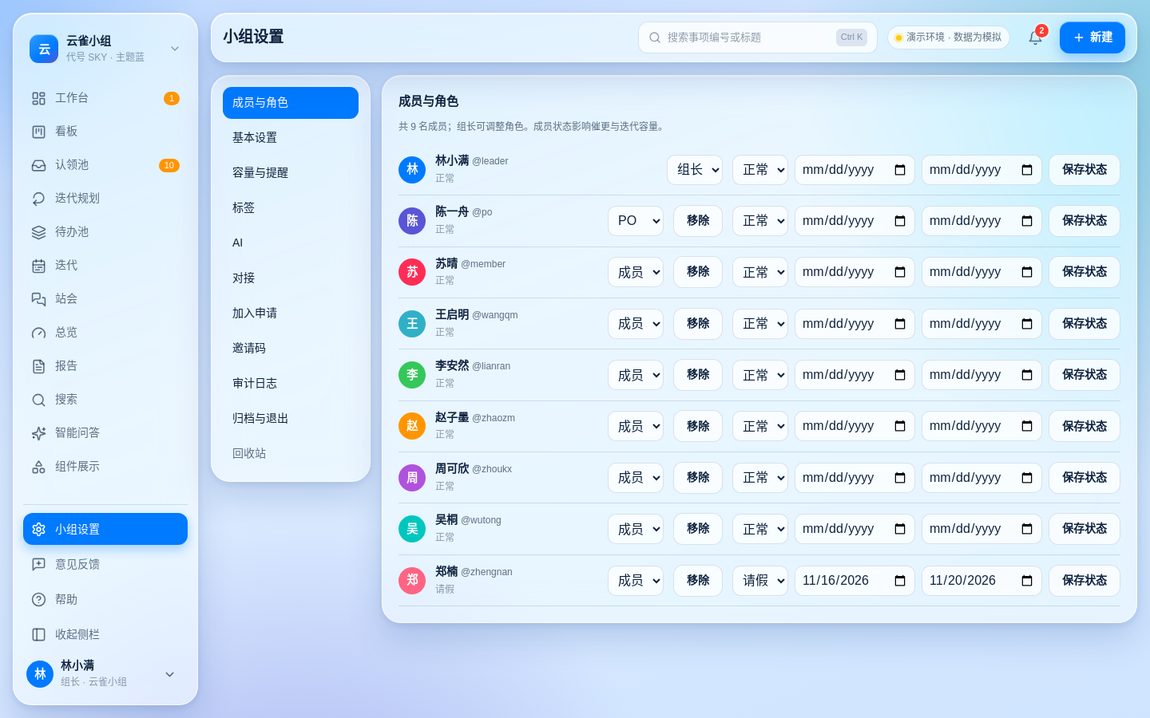 云
云雀小组
代号 SKY · 主题蓝
工作台
1
看板
认领池
10
迭代规划
待办池
迭代
站会
总览
报告
搜索
智能问答
组件展示
小组设置
意见反馈
帮助
收起侧栏
林
林小满
组长 · 云雀小组
小组设置
搜索事项编号或标题
Ctrl K
演示环境 · 数据为模拟
2
新建
成员与角色
基本设置
容量与提醒
标签
AI
对接
加入申请
邀请码
审计日志
归档与退出
回收站
成员与角色
共 9 名成员；组长可调整角色。成员状态影响催更与迭代容量。
林 林小满 @leader 组长 正常 mm/dd/yyyy mm/dd/yyyy 保存状态
正常
陈 陈一舟 @po PO 移除 正常 mm/dd/yyyy mm/dd/yyyy 保存状态
正常
苏 苏晴 @member 成员 移除 正常 mm/dd/yyyy mm/dd/yyyy 保存状态
正常
王 王启明 @wangqm 成员 移除 正常 mm/dd/yyyy mm/dd/yyyy 保存状态
正常
李 李安然 @lianran 成员 移除 正常 mm/dd/yyyy mm/dd/yyyy 保存状态
正常
赵 赵子墨 @zhaozm 成员 移除 正常 mm/dd/yyyy mm/dd/yyyy 保存状态
正常
周 周可欣 @zhoukx 成员 移除 正常 mm/dd/yyyy mm/dd/yyyy 保存状态
正常
吴 吴桐 @wutong 成员 移除 正常 mm/dd/yyyy mm/dd/yyyy 保存状态
正常
郑 郑楠 @zhengnan 成员 移除 请假 11/16/2026 11/20/2026 保存状态
请假